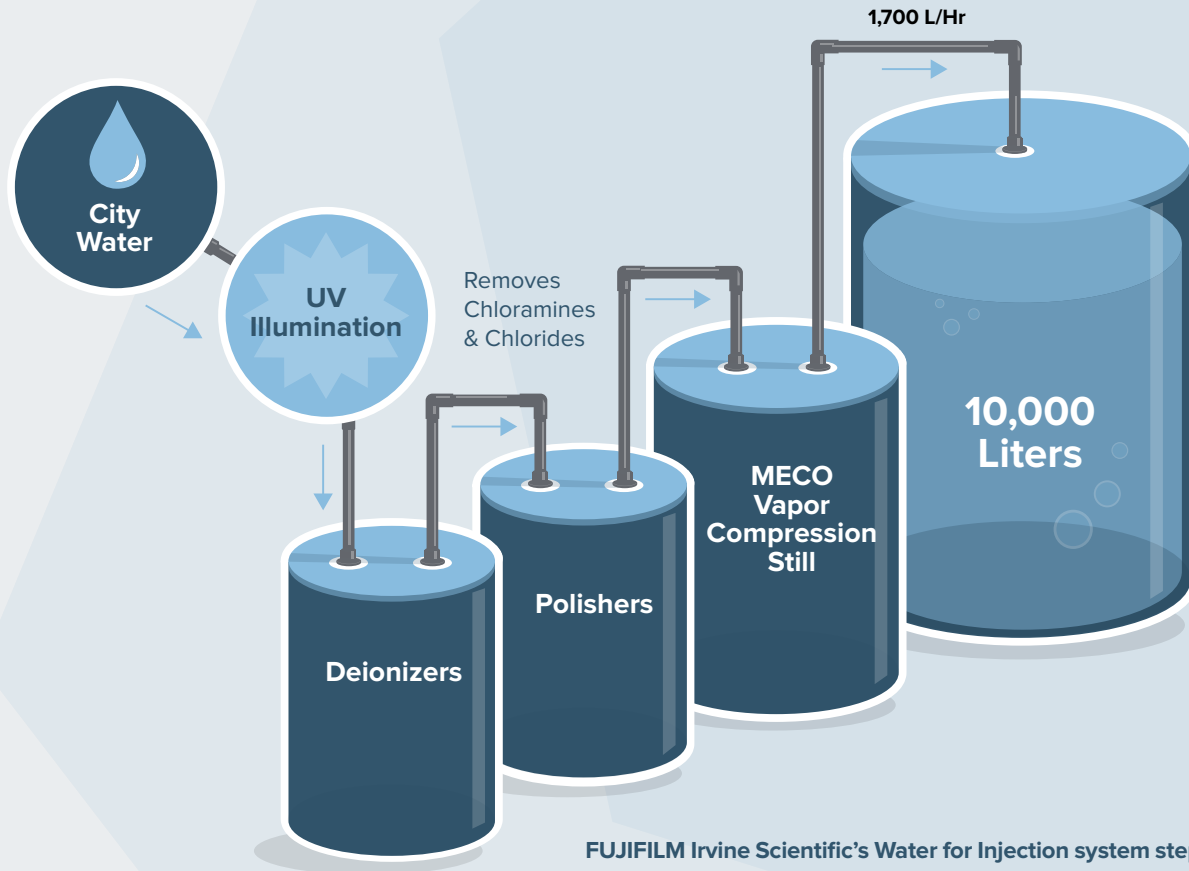 1,700 L/Hr
City
Water
UV
Illumination
Removes
Chloramines
& Chlorides
10,000
Liters
MECO
Vapor
Compression
Still
Polishers
Deionizers
FUJIFILM Irvine Scientific's Water for Injection system